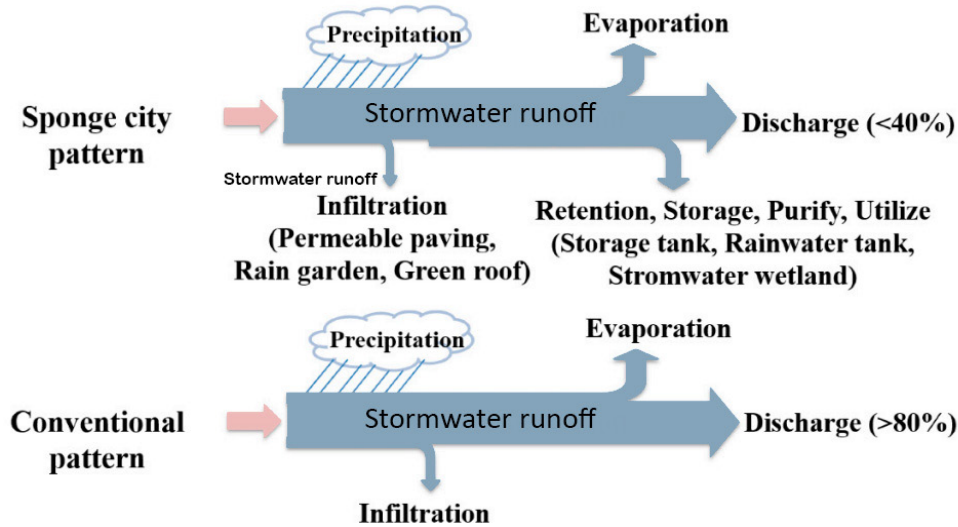 Precipitation
Evaporation
Sponge city
pattern
Stormwater runoff
Discharge (<40%)
Stormwater runoff
Infiltration
(Permeable paving,
Rain garden, Green roof)
Retention, Storage, Purify, Utilize
(Storage tank, Rainwater tank,
Stromwater wetland)
Precipitation
Evaporation
Conventional
pattern
Stormwater runoff
Discharge (>80%)
Infiltration